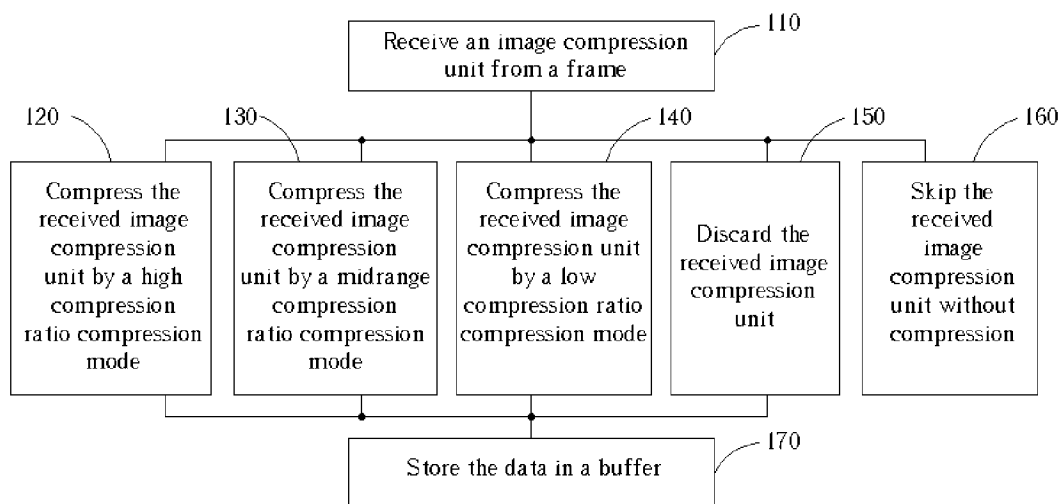 110
Receive an image compression
unit from a frame
120
130
140
150
160
Compress the
received image
compression
unit by a high
compression
ratio compression
mode
Compress the
received image
compression
unit by a midrange
compression
ratio compression
mode
Compress the
received image
compression unit
by a low
compression ratio
compression mode
Discard the
received image
compression
unit
Skip the
received
image
compression
unit without
compression
170
Store the data in a buffer